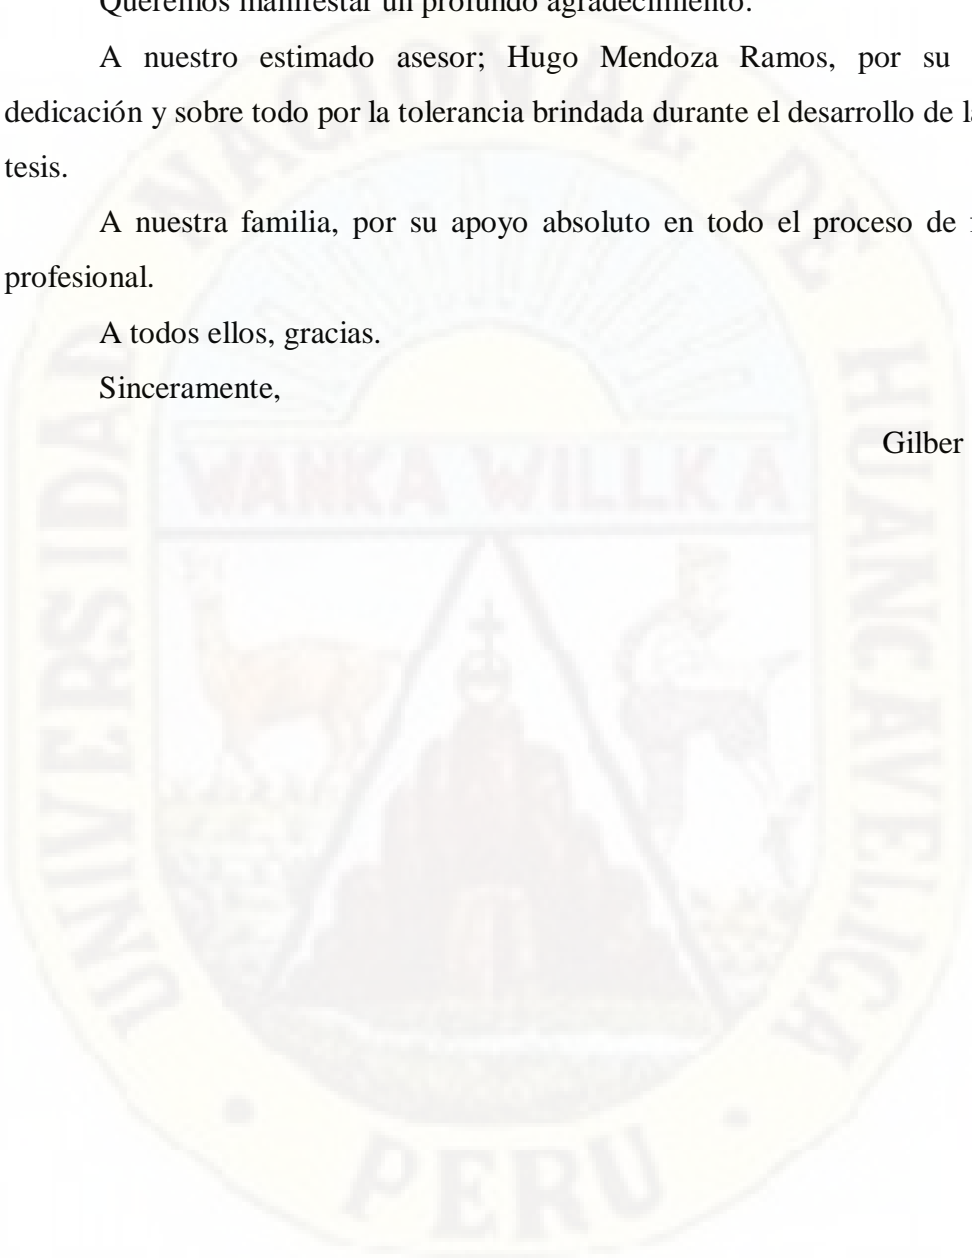 Queremos manifestar un profundo agradecimiento.
A nuestro estimado asesor; Hugo Mendoza Ramos, por su
dedicación y sobre todo por la tolerancia brindada durante el desarrollo de
tesis.
A nuestra familia, por su apoyo absoluto en todo el proceso de
profesional.
A todos ellos, gracias.
Sinceramente,
Gilber
UNIVERSIDAD NACIONAL DE HUANCAVELICA
WANKA WILLKA
PERU